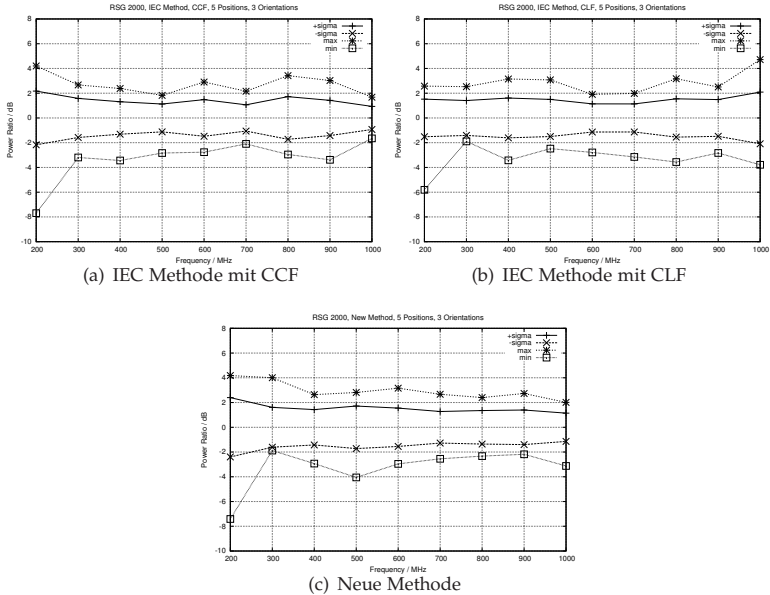 RSG 2000, IEC Method, CCF, 5 Positions, 3 Orientations
8
6
4
2
0
-2
-4
-6
-8
-10
Power Ratio / dB
+sigma
-sigma
max
min
200 300 400 500 600 700 800 900 1000
Frequency / MHz
(a) IEC Methode mit CCF
RSG 2000, IEC Method, CLF, 5 Positions, 3 Orientations
8
6
4
2
0
-2
-4
-6
-8
-10
Power Ratio / dB
+sigma
-sigma
max
min
200 300 400 500 600 700 800 900 1000
Frequency / MHz
(b) IEC Methode mit CLF
RSG 2000, New Method, 5 Positions, 3 Orientations
8
6
4
2
0
-2
-4
-6
-8
-10
Power Ratio / dB
+sigma
-sigma
max
min
200 300 400 500 600 700 800 900 1000
Frequency / MHz
(c) Neue Methode